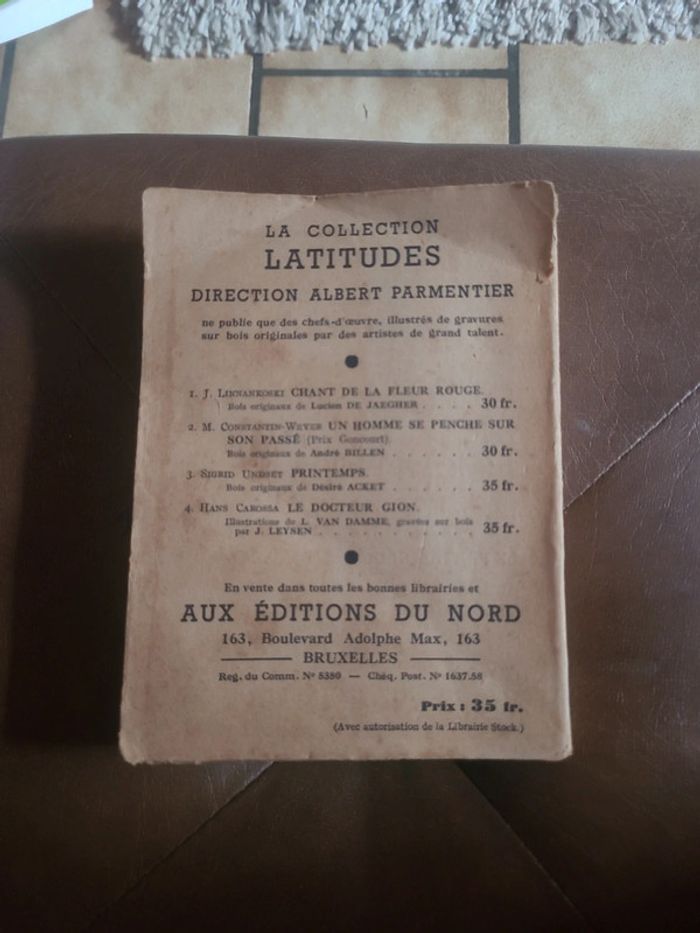 LA COLLECTION
LATITUDES
DIRECTION ALBERT PARMENTIER
ne publie que des chefs-d'œuvre, illustrés de gravures
sur bois originales par des artistes de grand talent.
1. J. LINNANKOSKI CHANT DE LA FLEUR ROUGE.
Bois originaux de Lucien DE JAEGHER . . . . . 30 fr.
2. M. CONSTANTIN-WEYER UN HOMME SE PENCHE SUR
SON PASSÉ (Prix Goncourt)
Bois originaux de André BILLEN . . . . . . . 30 fr.
3. SIGRID UNDSET PRINTEMPS.
Bois originaux de Désiré ACKET . . . . . . . 35 fr.
4. HANS CAROSSA LE DOCTEUR GION.
Illustrations de L. VAN DAMME, gravées sur bois
par J. LEYSEN . . . . . . . . . . . . 35 fr.
En vente dans toutes les bonnes librairies et
AUX ÉDITIONS DU NORD
163, Boulevard Adolphe Max, 163
BRUXELLES
Reg. du Comm. Nº 5380 — Chèq. Post. Nº 1637.58
Prix : 35 fr.
(Avec autorisation de la Librairie Stock.)